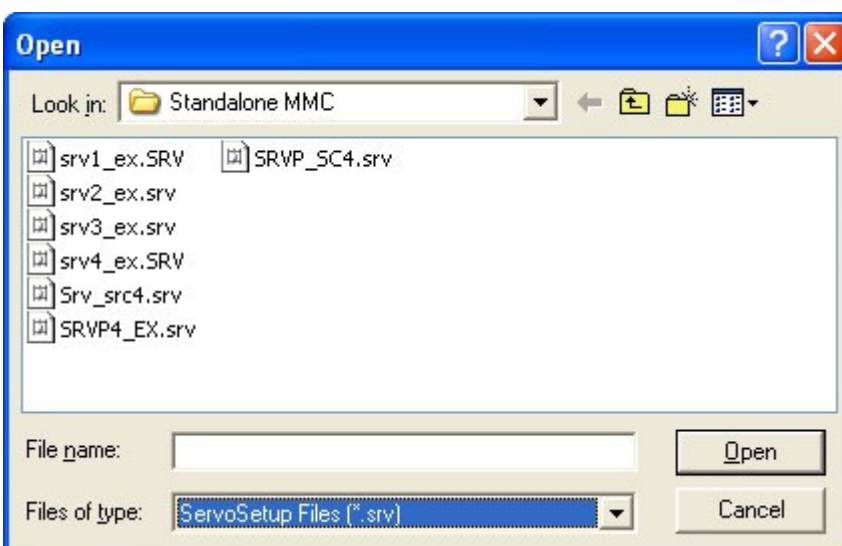 Open
Look in: Standalone MMC
srv1_ex.SRV
srv2_ex.srv
srv3_ex.srv
srv4_ex.SRV
Srv_src4.srv
SRVP4_EX.srv
SRVP_SC4.srv
File name:
Open
Files of type: ServoSetup Files (*.srv)
Cancel